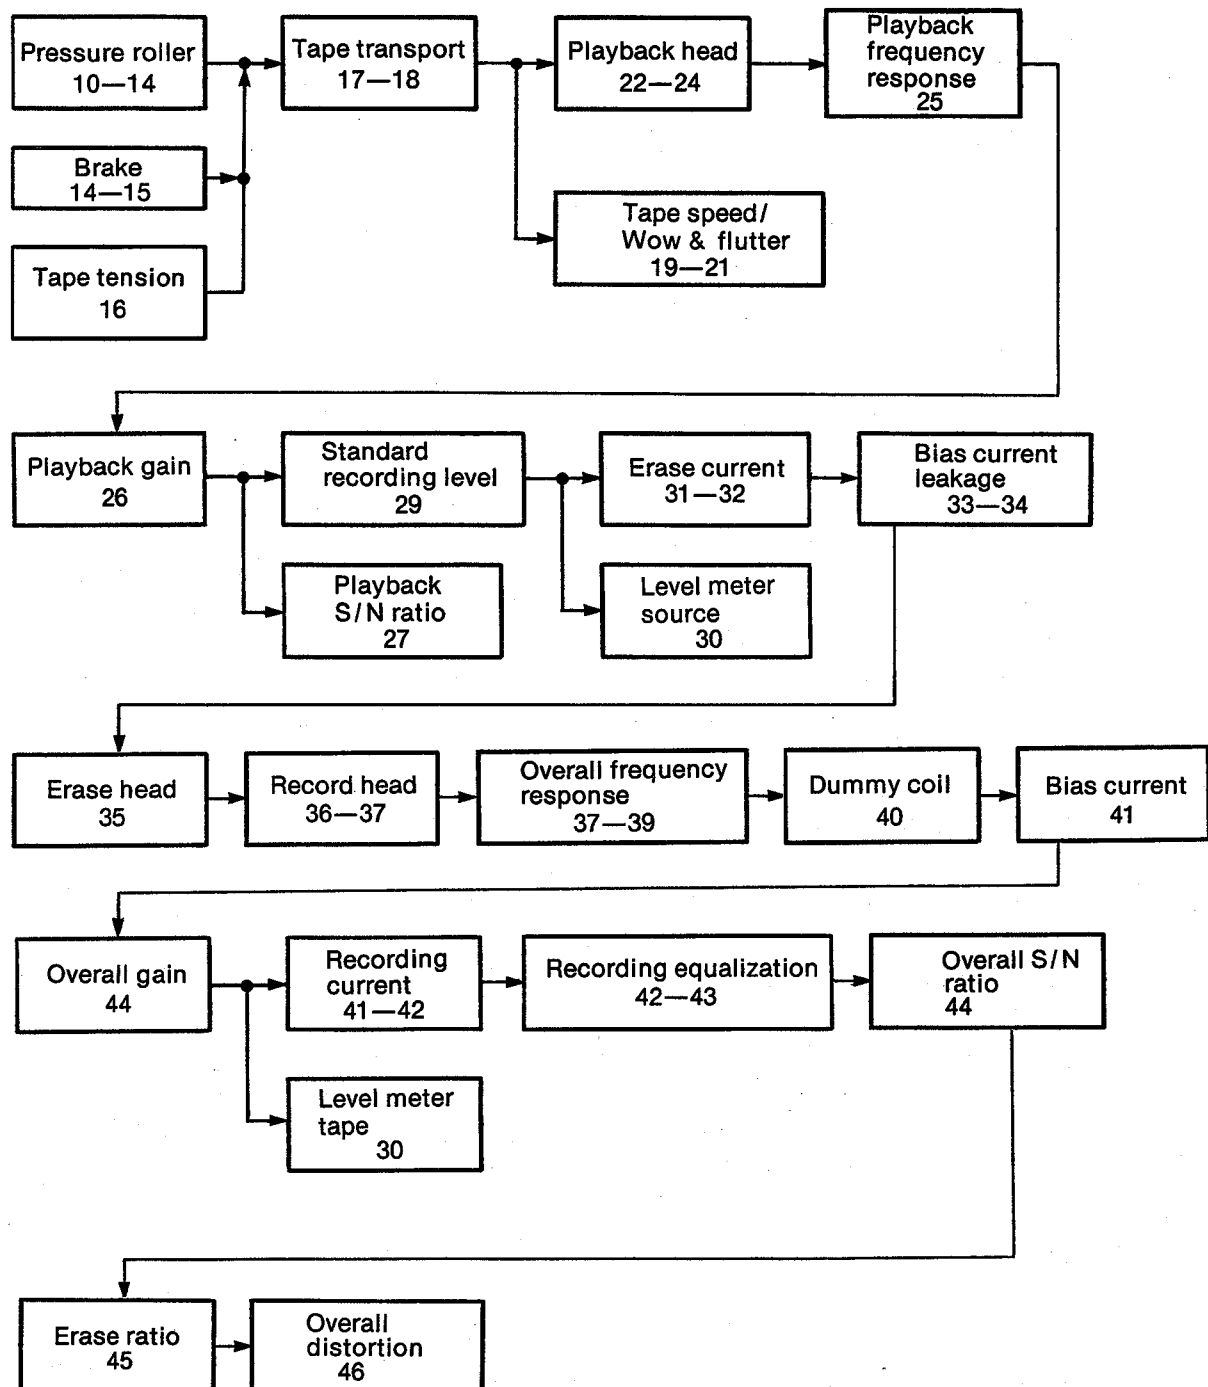 Pressure roller
10—14
Tape transport
17—18
Playback head
22—24
Playback
frequency
response
25
Brake
14—15
Tape speed/
Wow & flutter
19—21
Tape tension
16
Playback gain
26
Standard
recording level
29
Erase current
31—32
Bias current
leakage
33—34
Playback
S/N ratio
27
Level meter
source
30
Erase head
35
Record head
36—37
Overall frequency
response
37—39
Dummy coil
40
Bias current
41
Overall gain
44
Recording
current
41—42
Recording equalization
42—43
Overall S/N
ratio
44
Level meter
tape
30
Erase ratio
45
Overall
distortion
46